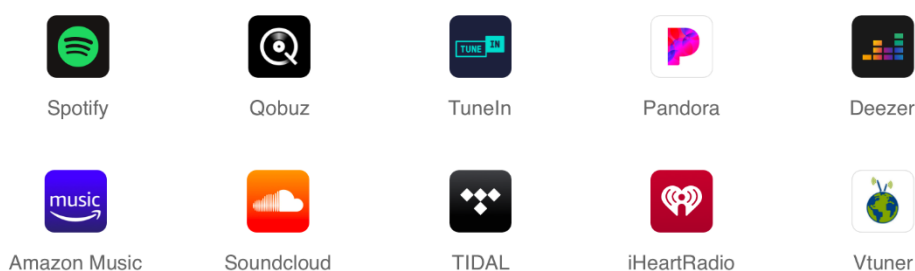 TUNE IN
Spotify
Qobuz
TuneIn
Pandora
Deezer
music
Amazon Music
Soundcloud
TIDAL
iHeartRadio
Vtuner